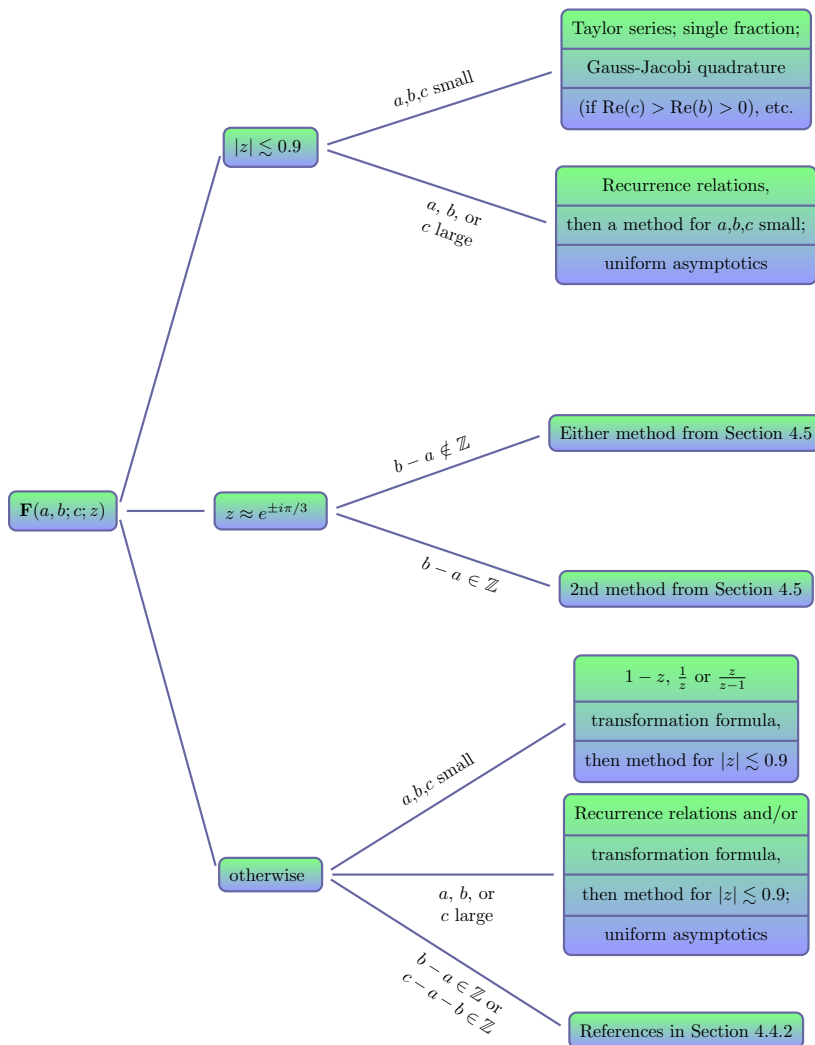 Taylor series; single fraction;
Gauss-Jacobi quadrature
(if Re(c) > Re(b) > 0), etc.
a,b,c small
|z| ≲ 0.9
a, b, or
c large
Recurrence relations,
then a method for a,b,c small;
uniform asymptotics
F(a, b; c; z)
z ≈ e^{±iπ/3}
b − a ∉ ℤ
Either method from Section 4.5
b − a ∈ ℤ
2nd method from Section 4.5
otherwise
a,b,c small
1 − z, 1/z or z/(z−1)
transformation formula,
then method for |z| ≲ 0.9
a, b, or
c large
Recurrence relations and/or
transformation formula,
then method for |z| ≲ 0.9;
uniform asymptotics
b − a ∈ ℤ or
c − a − b ∈ ℤ
References in Section 4.4.2